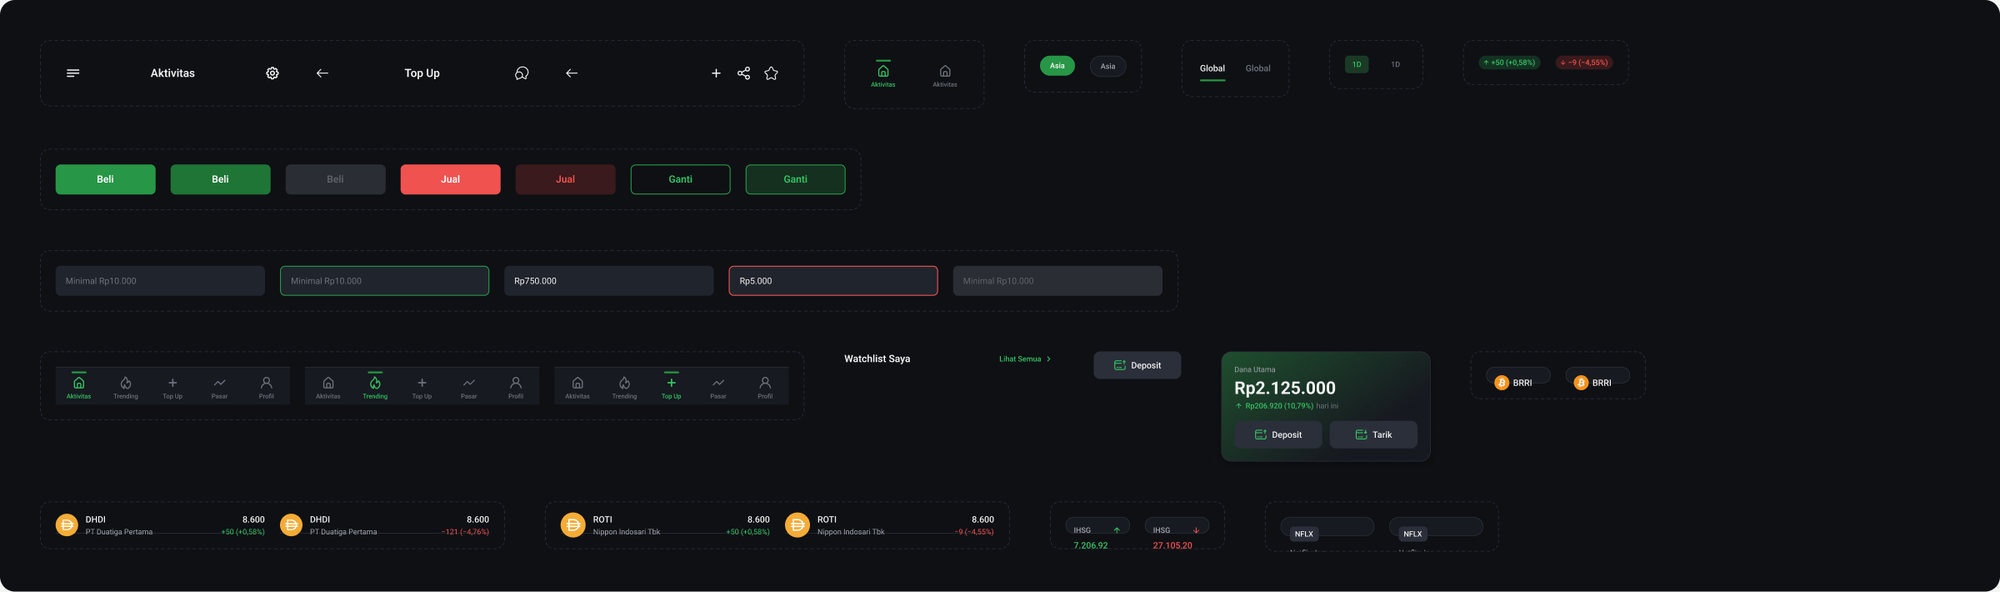 Aktivitas
Top Up
Aktivitas
Aktivitas
Asia
Asia
Global
Global
1D
1D
+50 (+0,58%)
−9 (−4,55%)
Beli
Beli
Beli
Jual
Jual
Ganti
Ganti
Minimal Rp10.000
Minimal Rp10.000
Rp750.000
Rp5.000
Minimal Rp10.000
Aktivitas
Trending
Top Up
Pasar
Profil
Aktivitas
Trending
Top Up
Pasar
Profil
Aktivitas
Trending
Top Up
Pasar
Profil
Watchlist Saya
Lihat Semua
Deposit
Dana Utama
Rp2.125.000
Rp206.920 (10,79%) hari ini
Deposit
Tarik
BRRI
BRRI
DHDI
8.600
PT Duatiga Pertama
+50 (+0,58%)
DHDI
8.600
PT Duatiga Pertama
−121 (−4,76%)
ROTI
8.600
Nippon Indosari Tbk
+50 (+0,58%)
ROTI
8.600
Nippon Indosari Tbk
−9 (−4,55%)
IHSG
7.206.92
IHSG
27.105.20
NFLX
NFLX